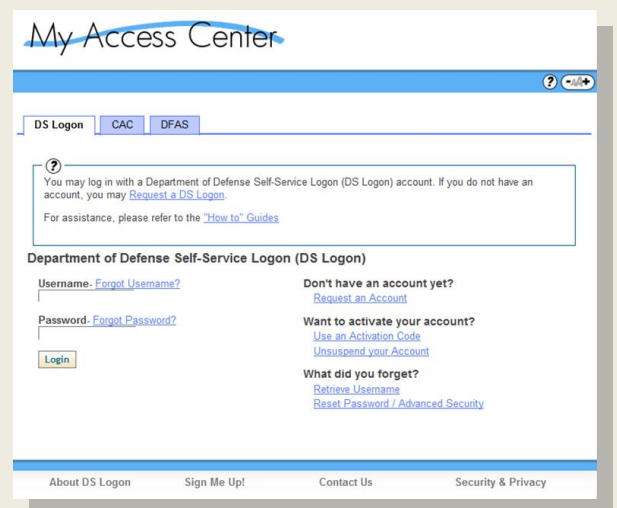 My Access Center
? -AA+
DS Logon CAC DFAS
?
You may log in with a Department of Defense Self-Service Logon (DS Logon) account. If you do not have an
account, you may Request a DS Logon.
For assistance, please refer to the "How to" Guides
Department of Defense Self-Service Logon (DS Logon)
Username- Forgot Username?
Password- Forgot Password?
Login
Don't have an account yet?
Request an Account
Want to activate your account?
Use an Activation Code
Unsuspend your Account
What did you forget?
Retrieve Username
Reset Password / Advanced Security
About DS Logon Sign Me Up! Contact Us Security & Privacy